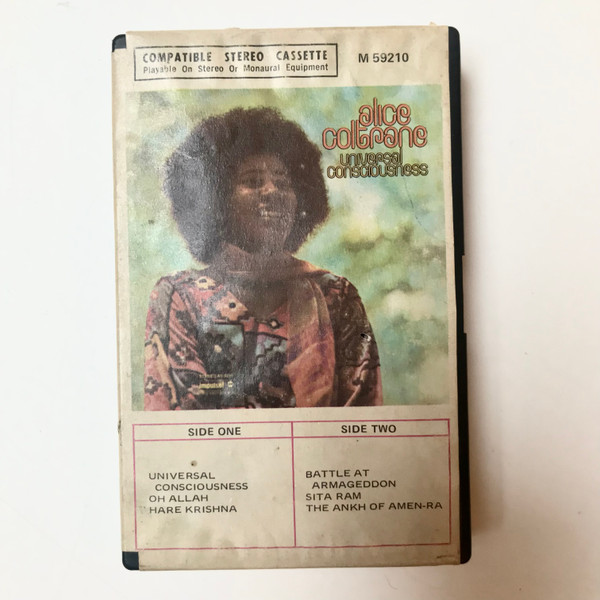 COMPATIBLE STEREO CASSETTE
Playable On Stereo Or Monaural Equipment
M 59210
alice
coltrane
universal
consciousness
impulse!
SIDE ONE
UNIVERSAL
CONSCIOUSNESS
OH ALLAH
HARE KRISHNA
SIDE TWO
BATTLE AT
ARMAGEDDON
SITA RAM
THE ANKH OF AMEN-RA